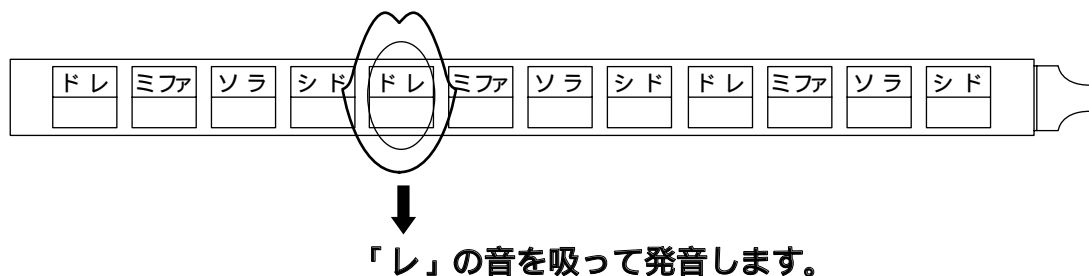 ドレ ミファ ソラ シド ドレ ミファ ソラ シド ドレ ミファ ソラ シド
「レ」の音を吸って発音します。